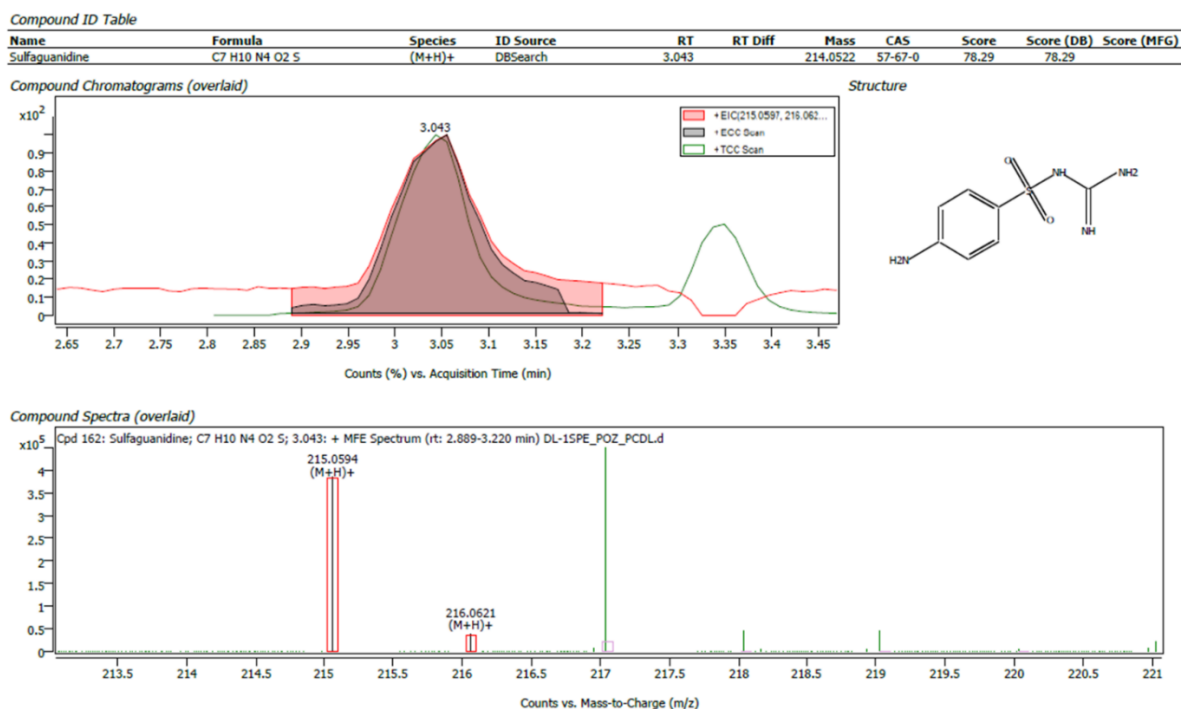 Compound ID Table
Name Formula Species ID Source RT RT Diff Mass CAS Score Score (DB) Score (MFG)
Sulfaguanidine C7 H10 N4 O2 S (M+H)+ DBSearch 3.043 214.0522 57-67-0 78.29 78.29
Compound Chromatograms (overlaid)
Structure
x10²
3.043
+EIC(215.0597, 216.062...
+ECC Scan
+TCC Scan
0.9
0.8
0.7
0.6
0.5
0.4
0.3
0.2
0.1
0
2.65 2.7 2.75 2.8 2.85 2.9 2.95 3 3.05 3.1 3.15 3.2 3.25 3.3 3.35 3.4 3.45
Counts (%) vs. Acquisition Time (min)
O
S
NH
NH2
O
NH
H2N
Compound Spectra (overlaid)
x10⁵
Cpd 162: Sulfaguanidine; C7 H10 N4 O2 S; 3.043: + MFE Spectrum (rt: 2.889-3.220 min) DL-1SPE_POZ_PCDL.d
215.0594
(M+H)+
216.0621
(M+H)+
4
3.5
3
2.5
2
1.5
1
0.5
0
213.5 214 214.5 215 215.5 216 216.5 217 217.5 218 218.5 219 219.5 220 220.5 221
Counts vs. Mass-to-Charge (m/z)